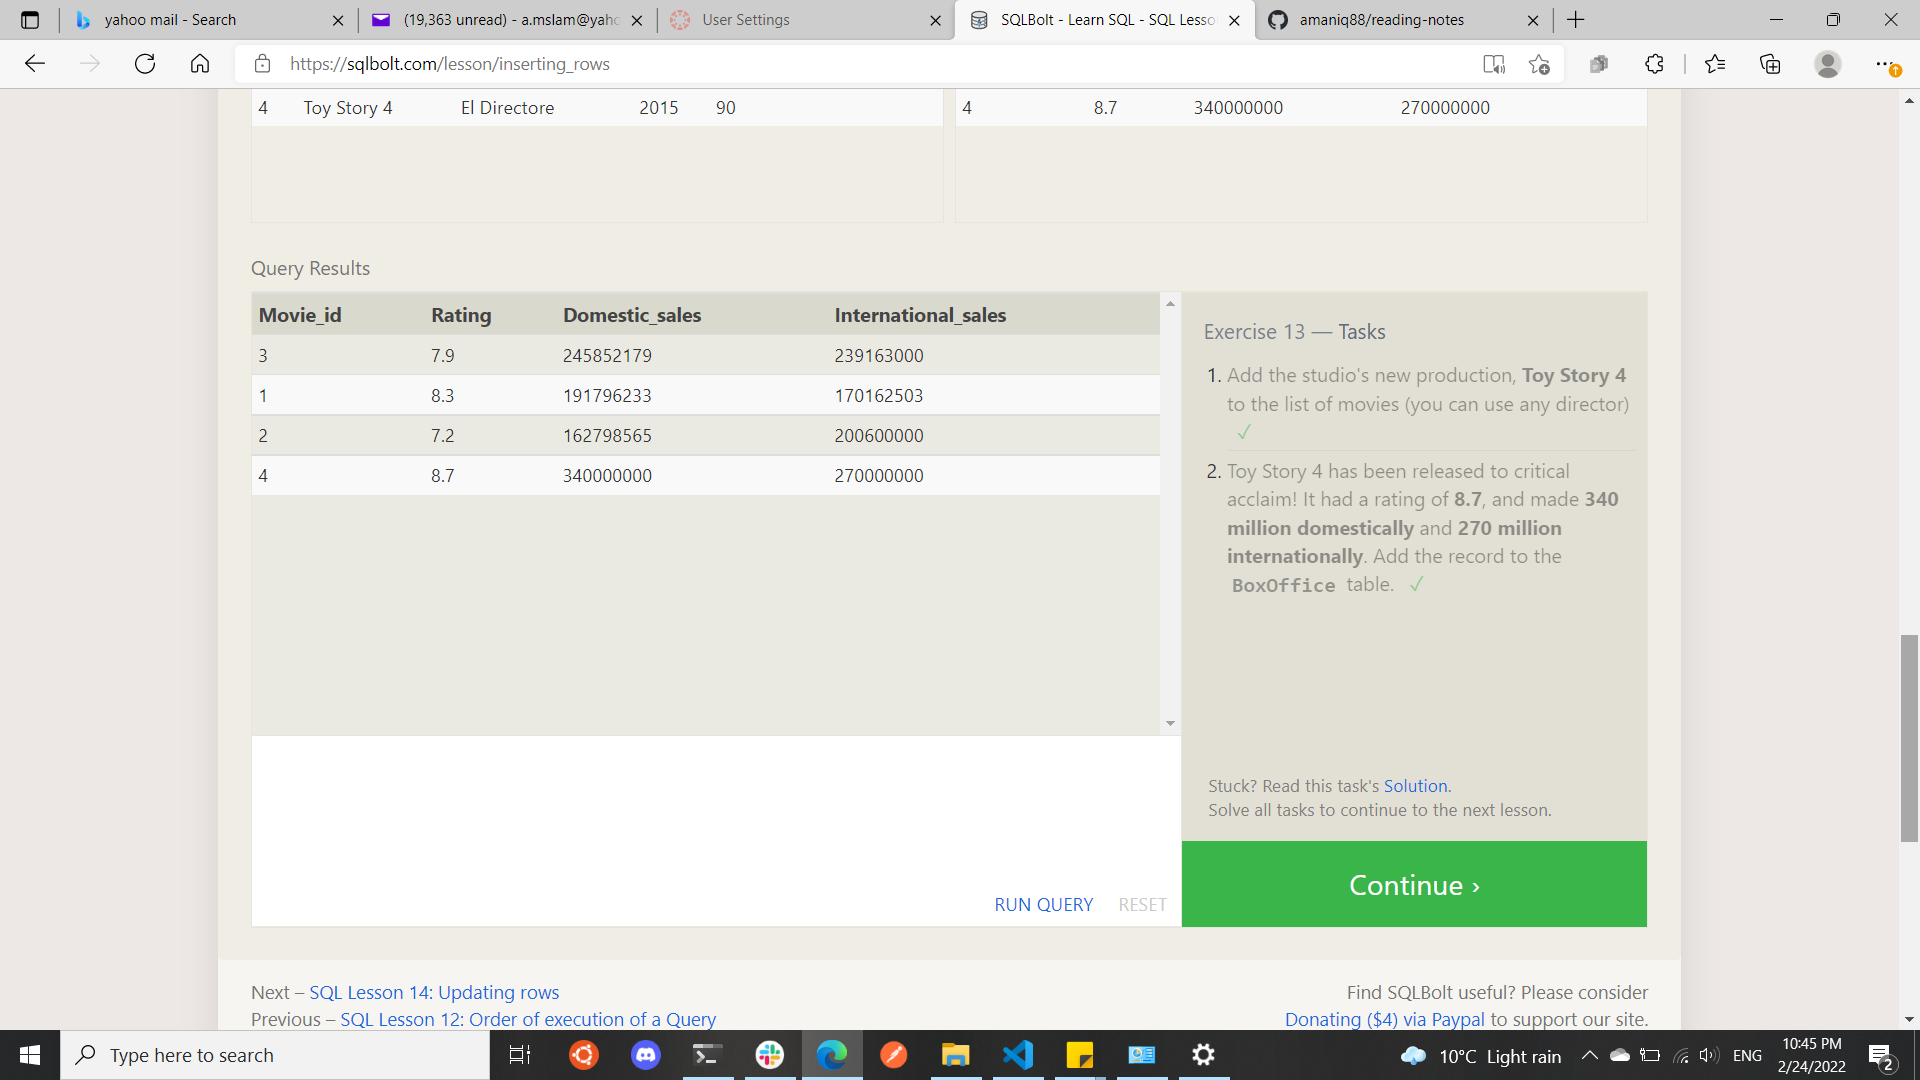 yahoo mail - Search
(19,363 unread) - a.mslam@yaho
User Settings
SQLBolt - Learn SQL - SQL Lesso
amaniq88/reading-notes
https://sqlbolt.com/lesson/inserting_rows
4 Toy Story 4 El Directore 2015 90
4 8.7 340000000 270000000
Query Results
Movie_id Rating Domestic_sales International_sales
3 7.9 245852179 239163000
1 8.3 191796233 170162503
2 7.2 162798565 200600000
4 8.7 340000000 270000000
RUN QUERY RESET
Exercise 13 — Tasks
1. Add the studio's new production, Toy Story 4
to the list of movies (you can use any director)
✓
2. Toy Story 4 has been released to critical
acclaim! It had a rating of 8.7, and made 340
million domestically and 270 million
internationally. Add the record to the
BoxOffice table. ✓
Stuck? Read this task's Solution.
Solve all tasks to continue to the next lesson.
Continue ›
Next – SQL Lesson 14: Updating rows
Previous – SQL Lesson 12: Order of execution of a Query
Find SQLBolt useful? Please consider
Donating ($4) via Paypal to support our site.
Type here to search
10°C Light rain
ENG
10:45 PM
2/24/2022
2